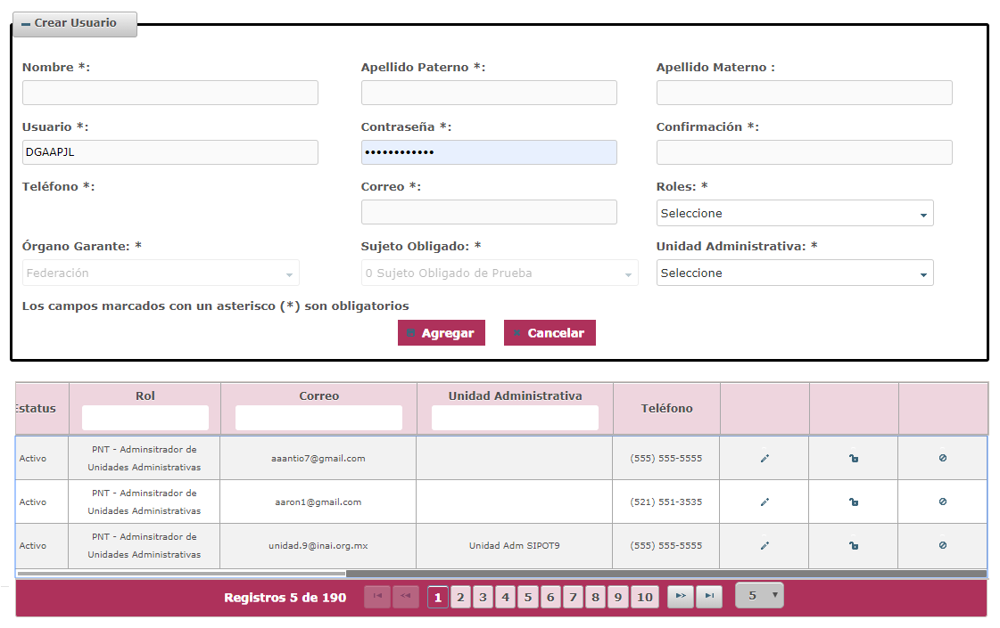 Crear Usuario
Nombre *: Apellido Paterno *: Apellido Materno :
Usuario *: Contraseña *: Confirmación *:
DGAAPJL ••••••••••••
Teléfono *: Correo *: Roles: *
Seleccione
Órgano Garante: * Sujeto Obligado: * Unidad Administrativa: *
Federación 0 Sujeto Obligado de Prueba Seleccione
Los campos marcados con un asterisco (*) son obligatorios
Agregar Cancelar
Estatus Rol Correo Unidad Administrativa Teléfono
Activo PNT - Adminsitrador de Unidades Administrativas aaantio7@gmail.com (555) 555-5555
Activo PNT - Adminsitrador de Unidades Administrativas aaron1@gmail.com (521) 551-3535
Activo PNT - Adminsitrador de Unidades Administrativas unidad.9@inai.org.mx Unidad Adm SIPOT9 (555) 555-5555
Registros 5 de 190 1 2 3 4 5 6 7 8 9 10 5